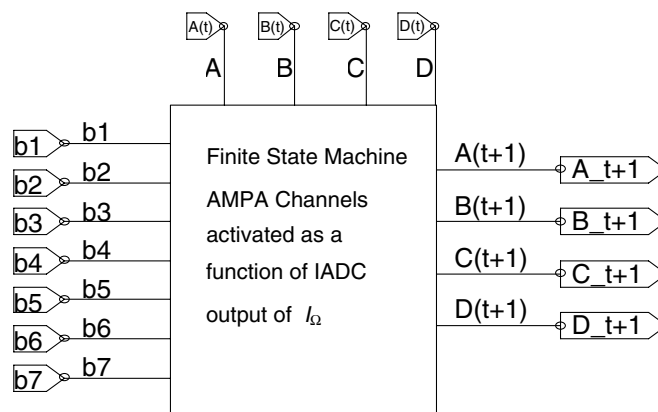 A(t) B(t) C(t) D(t)
A B C D
b1 b1
b2 b2
b3 b3
b4 b4
b5 b5
b6 b6
b7 b7
Finite State Machine
AMPA Channels
activated as a
function of IADC
output of I_Ω
A(t+1) A_t+1
B(t+1) B_t+1
C(t+1) C_t+1
D(t+1) D_t+1